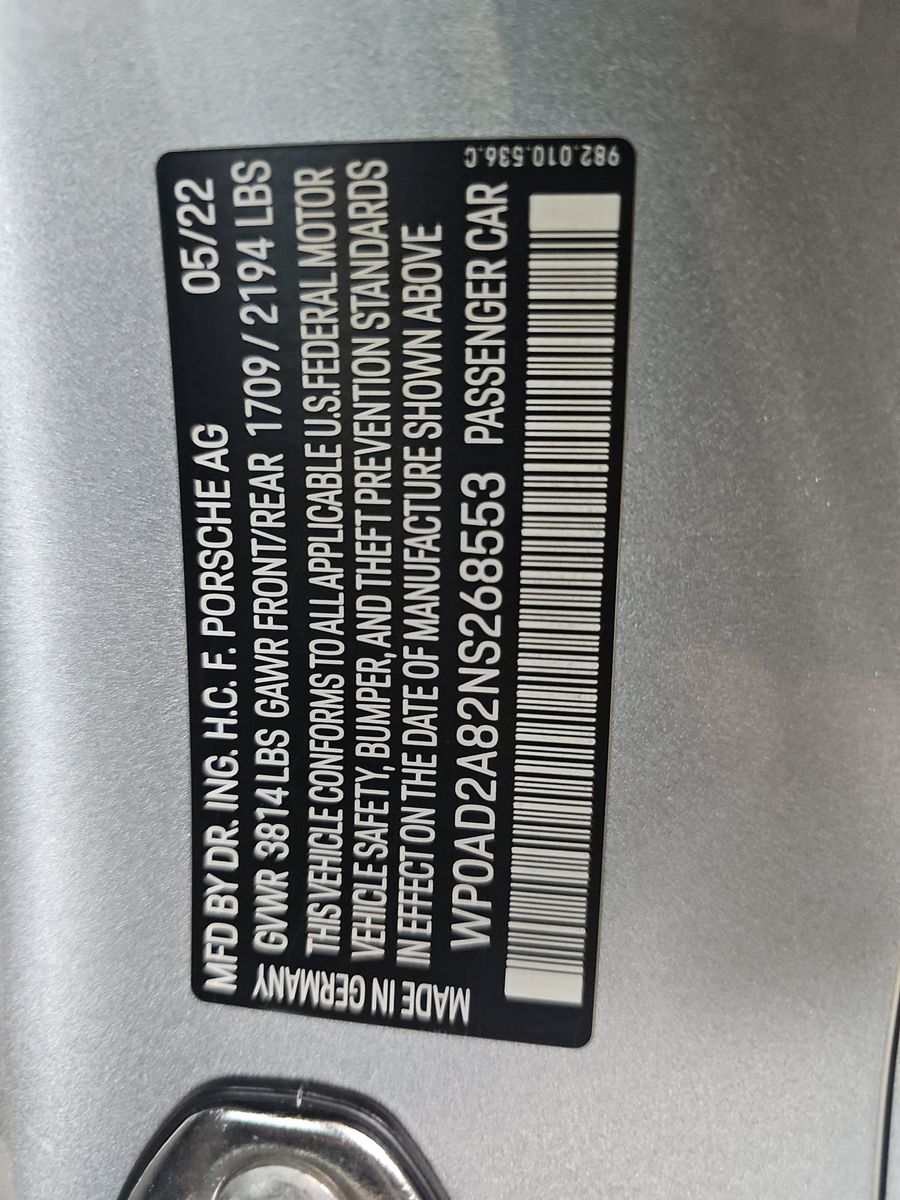 MFD BY DR. ING. H.C. F. PORSCHE AG 05/22
GVWR 3814 LBS GAWR FRONT/REAR 1709 / 2194 LBS
THIS VEHICLE CONFORMS TO ALL APPLICABLE U.S. FEDERAL MOTOR
VEHICLE SAFETY, BUMPER, AND THEFT PREVENTION STANDARDS
IN EFFECT ON THE DATE OF MANUFACTURE SHOWN ABOVE
WP0AD2A82NS268553 PASSENGER CAR
MADE IN GERMANY
982.010.536.C